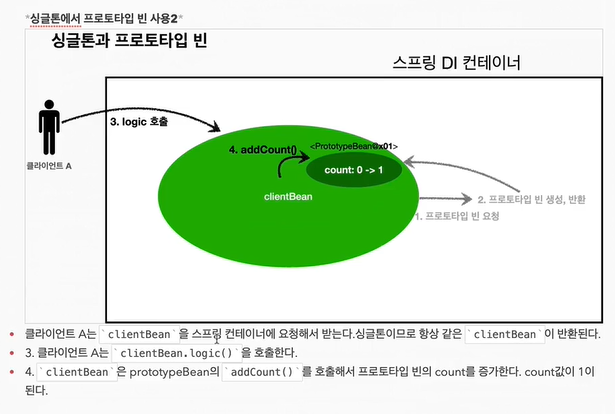 *싱글톤에서 프로토타입 빈 사용2*
싱글톤과 프로토타입 빈
스프링 DI 컨테이너
3. logic 호출
4. addCount()
<PrototypeBean@x01>
count: 0 -> 1
클라이언트 A
clientBean
2. 프로토타입 빈 생성, 반환
1. 프로토타입 빈 요청
클라이언트 A는 `clientBean`을 스프링 컨테이너에 요청해서 받는다.싱글톤이므로 항상 같은 `clientBean`이 반환된다.
3. 클라이언트 A는 `clientBean.logic()`을 호출한다.
4. `clientBean`은 prototypeBean의 `addCount()`를 호출해서 프로토타입 빈의 count를 증가한다. count값이 1이
된다.